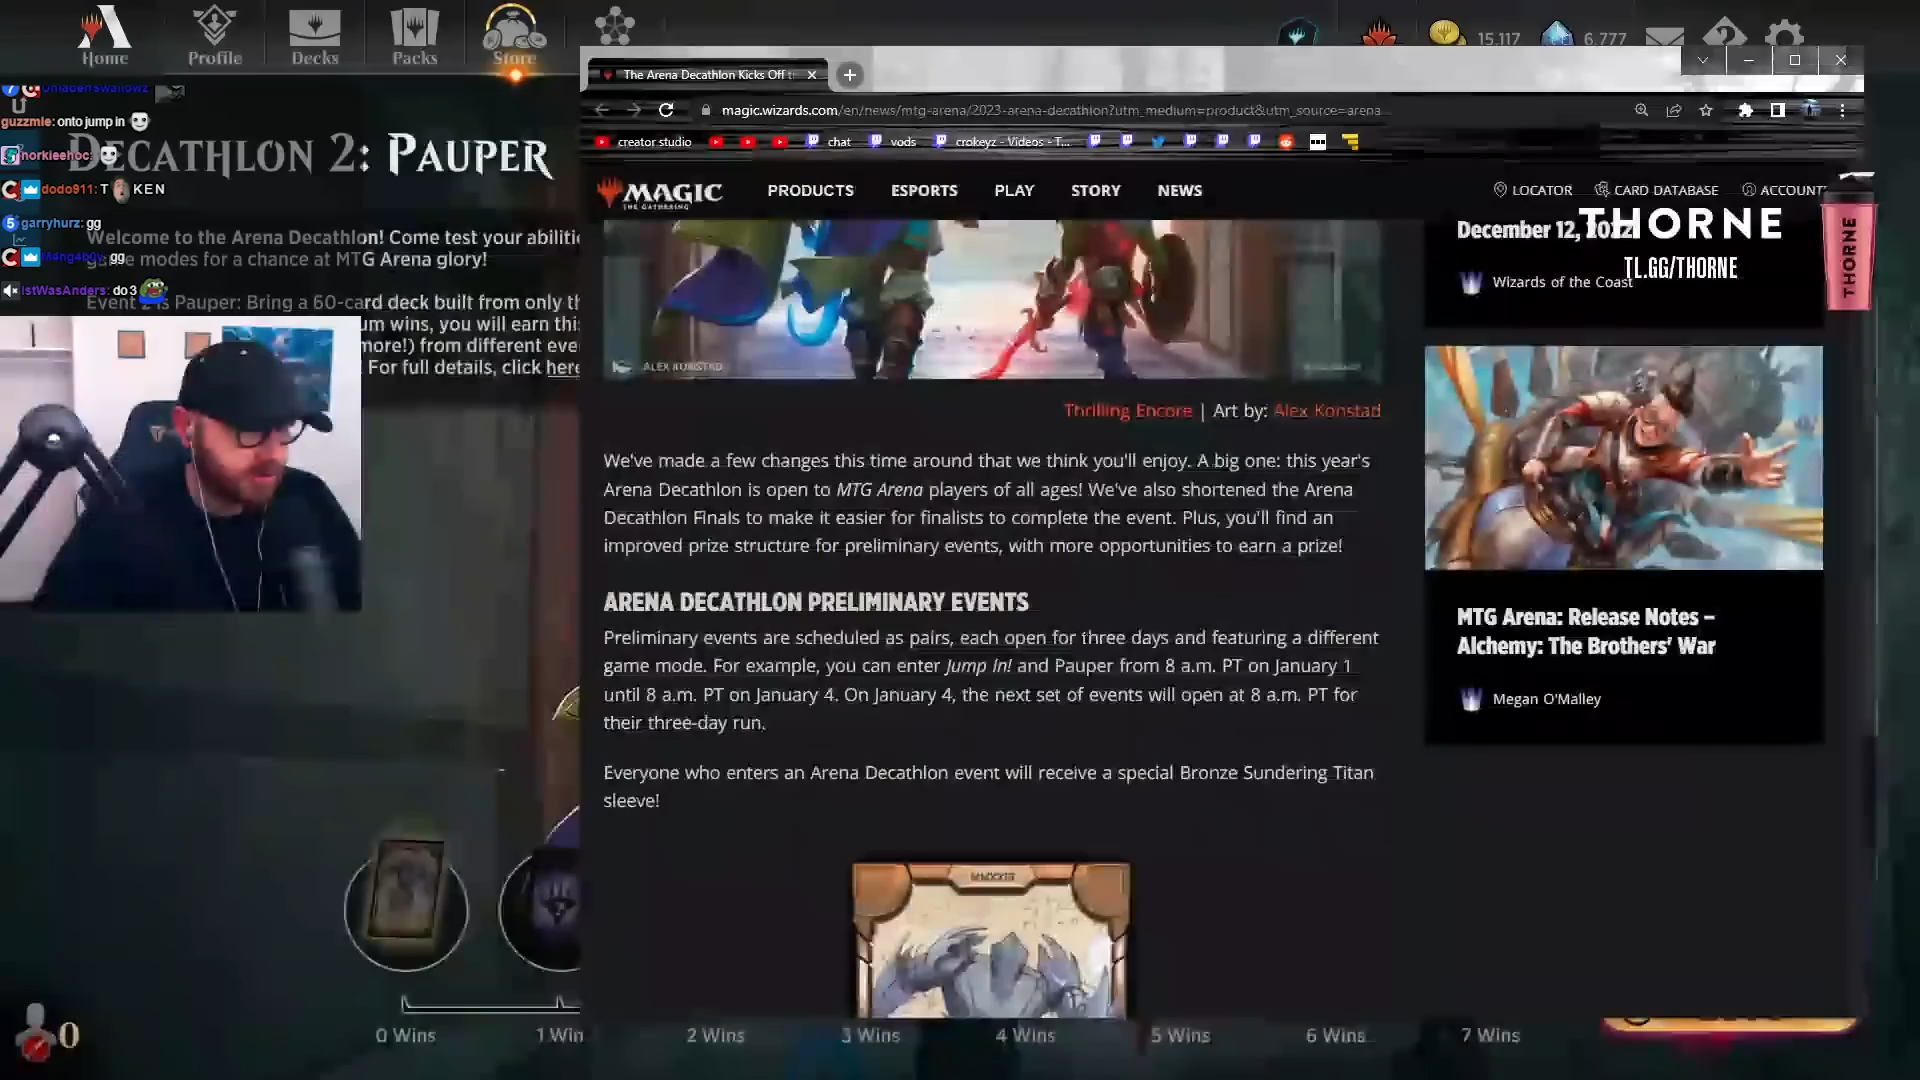 Home
Profile
Decks
Packs
Store
15,117
6,777
guzzmle: onto jump in
norkieehoc:
DECATHLON 2: PAUPER
dodo911: T KEN
garryhurz: gg
gg
istWasAnders: do3
Welcome to the Arena Decathlon! Come test your abiliti
game modes for a chance at MTG Arena glory!
Event 2 is Pauper: Bring a 60-card deck built from only th
um wins, you will earn this
more!) from different eve
For full details, click here
The Arena Decathlon Kicks Off t
magic.wizards.com/en/news/mtg-arena/2023-arena-decathlon?utm_medium=product&utm_source=arena
creator studio
chat
vods
crokeyz - Videos - T...
MAGIC
THE GATHERING
PRODUCTS
ESPORTS
PLAY
STORY
NEWS
LOCATOR
CARD DATABASE
ACCOUNT
ALEX KONSTAD
Thrilling Encore | Art by: Alex Konstad
We've made a few changes this time around that we think you'll enjoy. A big one: this year's
Arena Decathlon is open to MTG Arena players of all ages! We've also shortened the Arena
Decathlon Finals to make it easier for finalists to complete the event. Plus, you'll find an
improved prize structure for preliminary events, with more opportunities to earn a prize!
ARENA DECATHLON PRELIMINARY EVENTS
Preliminary events are scheduled as pairs, each open for three days and featuring a different
game mode. For example, you can enter Jump In! and Pauper from 8 a.m. PT on January 1
until 8 a.m. PT on January 4. On January 4, the next set of events will open at 8 a.m. PT for
their three-day run.
Everyone who enters an Arena Decathlon event will receive a special Bronze Sundering Titan
sleeve!
December 12, 2022
THORNE
TL.GG/THORNE
THORNE
Wizards of the Coast
MTG Arena: Release Notes –
Alchemy: The Brothers' War
Megan O'Malley
0
0 Wins
1 Win
2 Wins
3 Wins
4 Wins
5 Wins
6 Wins
7 Wins